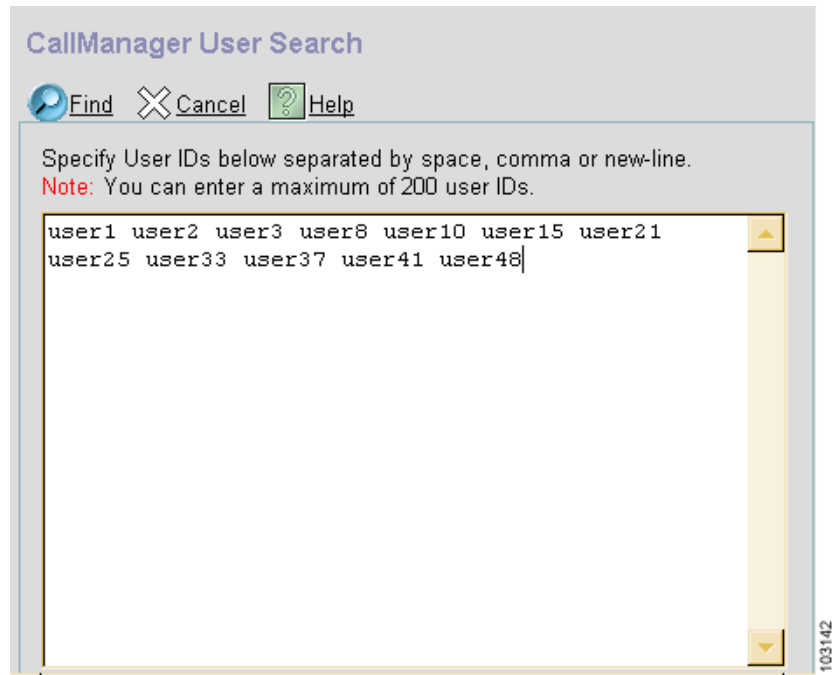 CallManager User Search
Find Cancel ? Help
Specify User IDs below separated by space, comma or new-line.
Note: You can enter a maximum of 200 user IDs.
user1 user2 user3 user8 user10 user15 user21
user25 user33 user37 user41 user48
103142